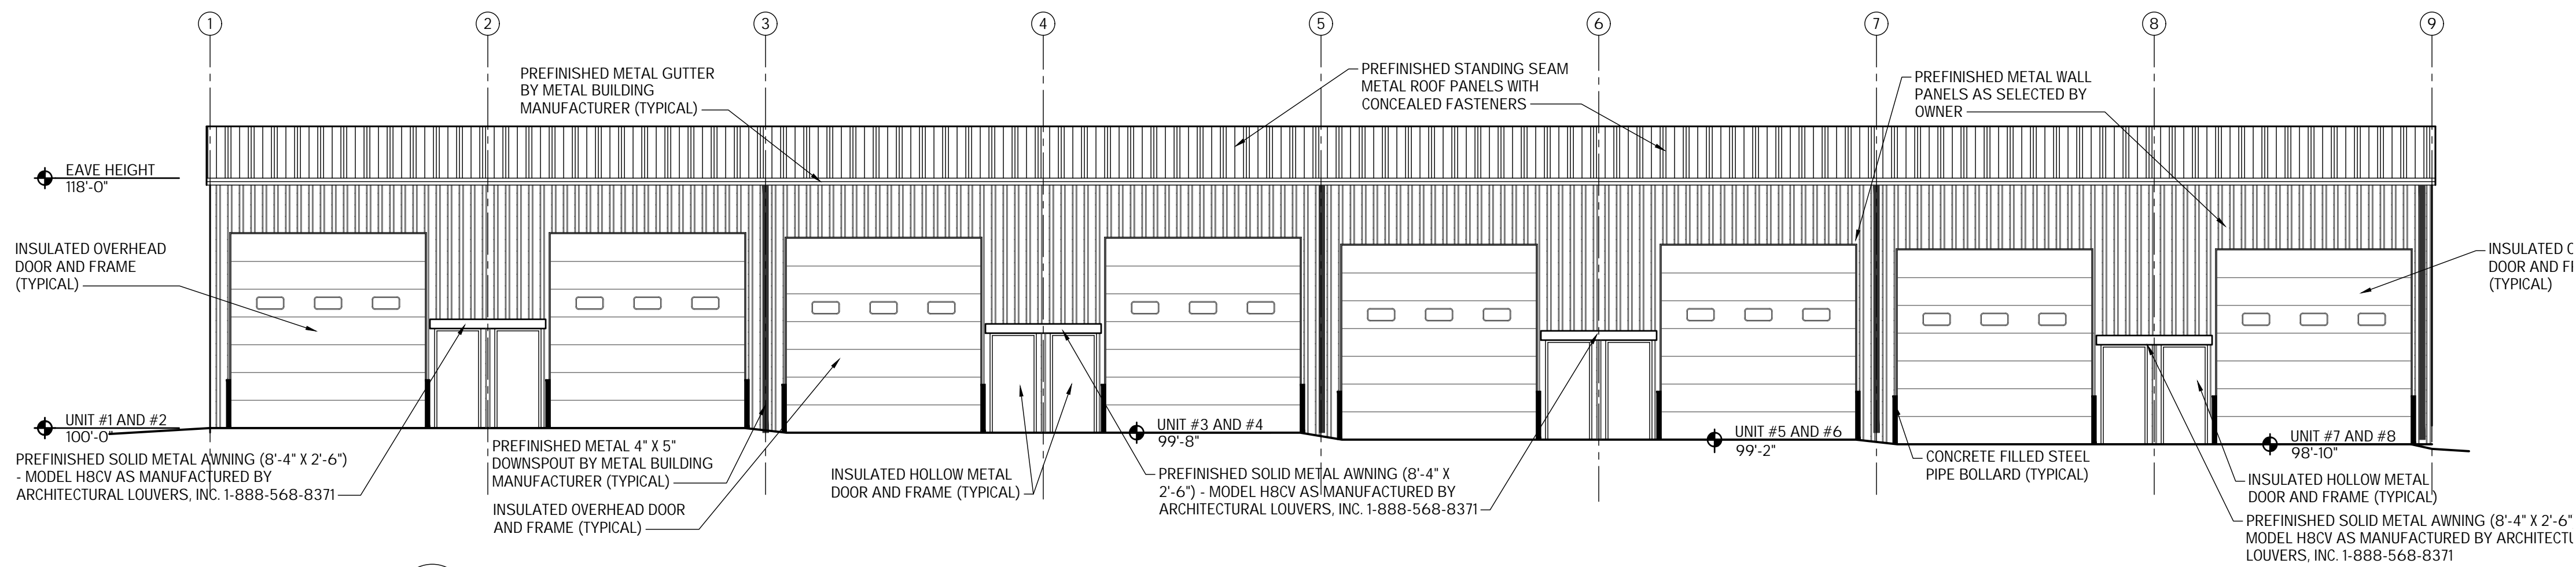 1
2
3
4
5
6
7
8
9
PREFINISHED METAL GUTTER
BY METAL BUILDING
MANUFACTURER (TYPICAL)
PREFINISHED STANDING SEAM
METAL ROOF PANELS WITH
CONCEALED FASTENERS
PREFINISHED METAL WALL
PANELS AS SELECTED BY
OWNER
EAVE HEIGHT
118'-0"
INSULATED OVERHEAD
DOOR AND FRAME
(TYPICAL)
INSULATED
DOOR AND
(TYPICAL)
UNIT #1 AND #2
100'-0"
UNIT #3 AND #4
99'-8"
UNIT #5 AND #6
99'-2"
UNIT #7 AND #8
98'-10"
PREFINISHED SOLID METAL AWNING (8'-4" X 2'-6")
- MODEL H8CV AS MANUFACTURED BY
ARCHITECTURAL LOUVERS, INC. 1-888-568-8371
PREFINISHED METAL 4" X 5"
DOWNSPOUT BY METAL BUILDING
MANUFACTURER (TYPICAL)
INSULATED OVERHEAD DOOR
AND FRAME (TYPICAL)
INSULATED HOLLOW METAL
DOOR AND FRAME (TYPICAL)
PREFINISHED SOLID METAL AWNING (8'-4" X
2'-6") - MODEL H8CV AS MANUFACTURED BY
ARCHITECTURAL LOUVERS, INC. 1-888-568-8371
CONCRETE FILLED STEEL
PIPE BOLLARD (TYPICAL)
INSULATED HOLLOW METAL
DOOR AND FRAME (TYPICAL)
PREFINISHED SOLID METAL AWNING (8'-4" X 2'-6"
MODEL H8CV AS MANUFACTURED BY
LOUVERS, INC. 1-888-568-8371